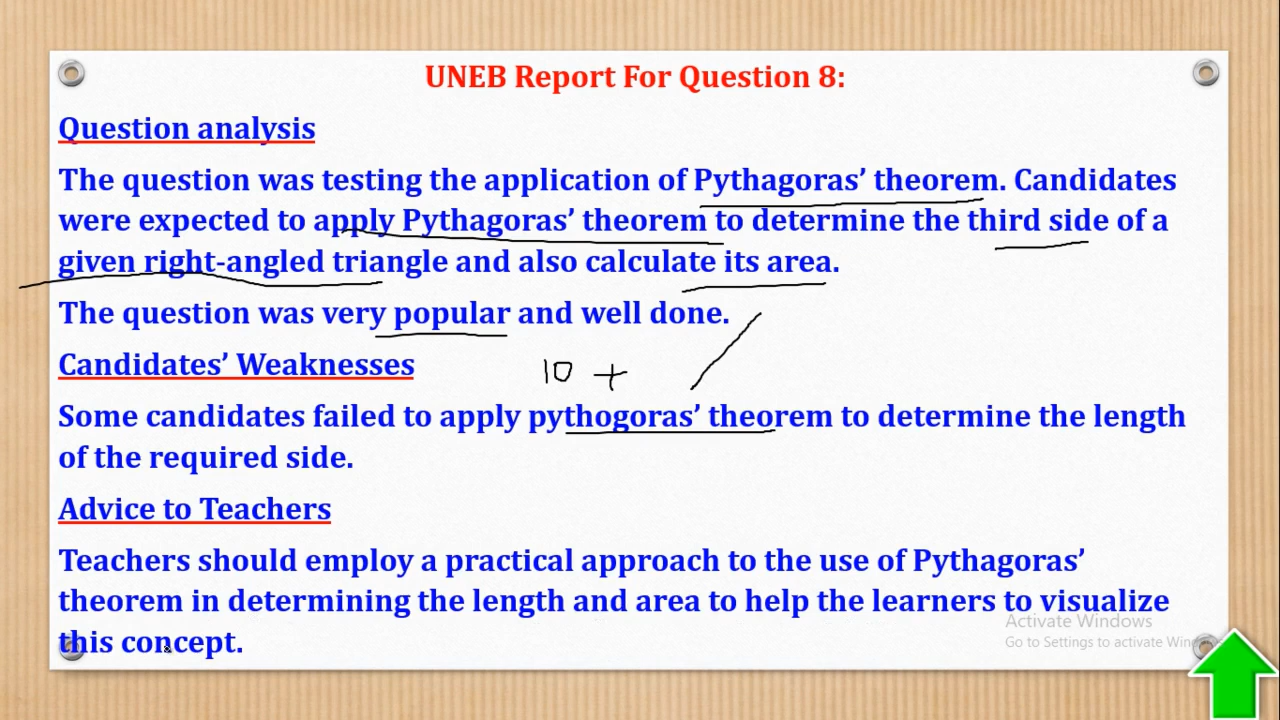 UNEB Report For Question 8:
Question analysis
The question was testing the application of Pythagoras' theorem. Candidates
were expected to apply Pythagoras' theorem to determine the third side of a
given right-angled triangle and also calculate its area.
The question was very popular and well done.
Candidates' Weaknesses
10 +
Some candidates failed to apply pythogoras' theorem to determine the length
of the required side.
Advice to Teachers
Teachers should employ a practical approach to the use of Pythagoras'
theorem in determining the length and area to help the learners to visualize
this concept.
Activate Windows
Go to Settings to activate Windows